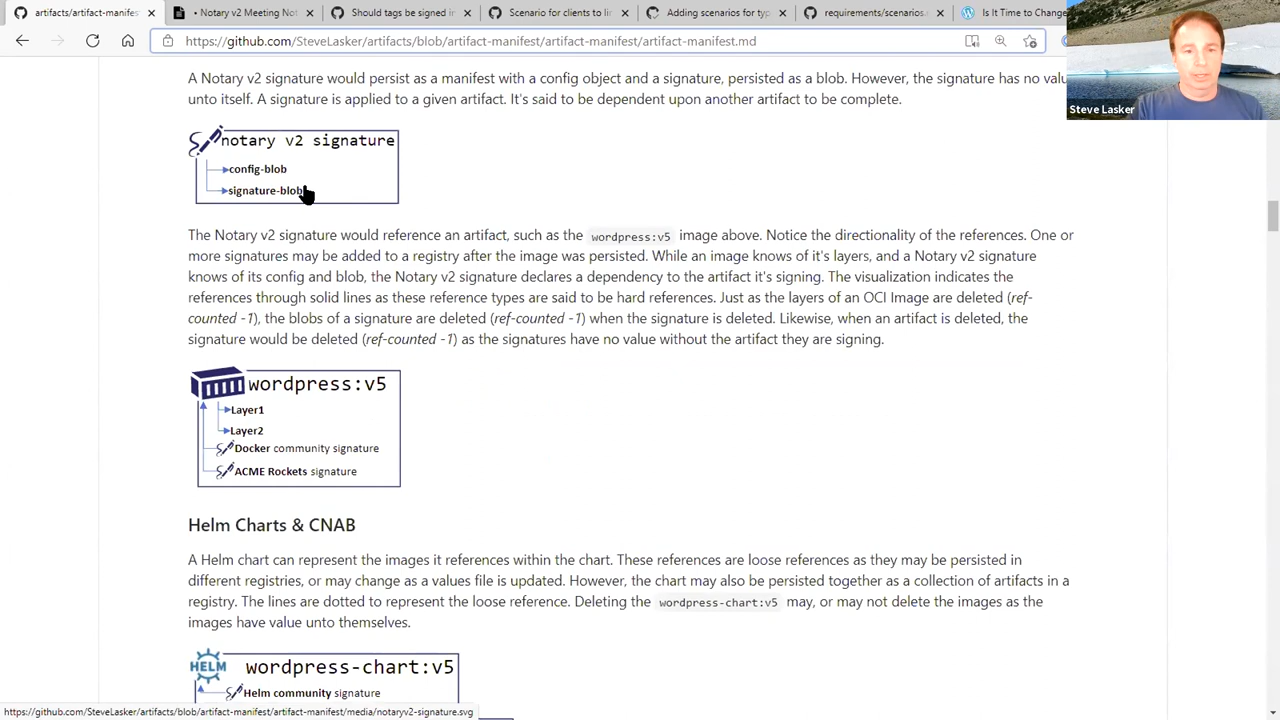 artifacts/artifact-manifes
• Notary v2 Meeting Not
Should tags be signed i
Scenario for clients to li
Adding scenarios for typ
requirements/scenarios.
Is It Time to Change
https://github.com/SteveLasker/artifacts/blob/artifact-manifest/artifact-manifest/artifact-manifest.md
Steve Lasker
A Notary v2 signature would persist as a manifest with a config object and a signature, persisted as a blob. However, the signature has no valu
unto itself. A signature is applied to a given artifact. It's said to be dependent upon another artifact to be complete.
notary v2 signature
config-blob
signature-blob
The Notary v2 signature would reference an artifact, such as the wordpress:v5 image above. Notice the directionality of the references. One or
more signatures may be added to a registry after the image was persisted. While an image knows of it's layers, and a Notary v2 signature
knows of its config and blob, the Notary v2 signature declares a dependency to the artifact it's signing. The visualization indicates the
references through solid lines as these reference types are said to be hard references. Just as the layers of an OCI Image are deleted (ref-
counted -1), the blobs of a signature are deleted (ref-counted -1) when the signature is deleted. Likewise, when an artifact is deleted, the
signature would be deleted (ref-counted -1) as the signatures have no value without the artifact they are signing.
wordpress:v5
Layer1
Layer2
Docker community signature
ACME Rockets signature
Helm Charts & CNAB
A Helm chart can represent the images it references within the chart. These references are loose references as they may be persisted in
different registries, or may change as a values file is updated. However, the chart may also be persisted together as a collection of artifacts in a
registry. The lines are dotted to represent the loose reference. Deleting the wordpress-chart:v5 may, or may not delete the images as the
images have value unto themselves.
HELM
wordpress-chart:v5
Helm community signature
https://github.com/SteveLasker/artifacts/blob/artifact-manifest/artifact-manifest/media/notaryv2-signature.svg